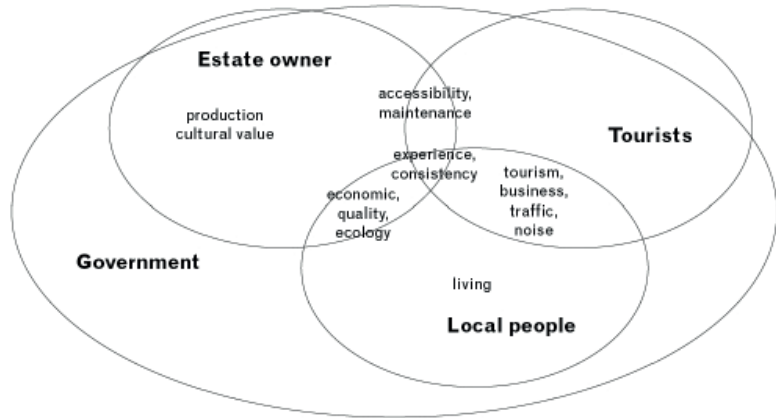 Estate owner
production
cultural value
accessibility,
maintenance
Tourists
experience,
consistency
tourism,
business,
traffic,
noise
economic,
quality,
ecology
Government
living
Local people